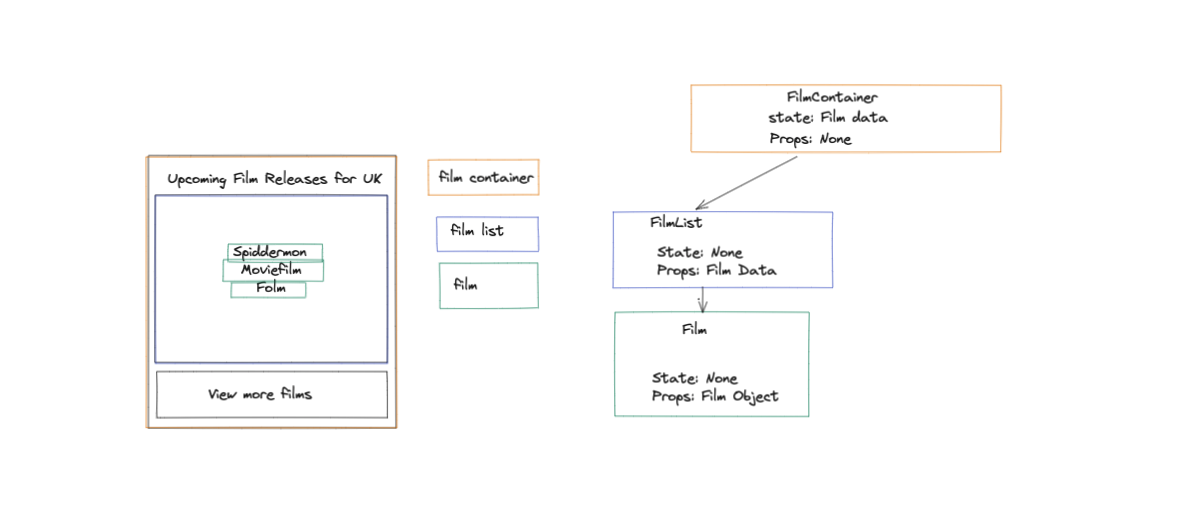 Upcoming Film Releases for UK
Spiddermon
Moviefilm
Folm
View more films
film container
film list
film
FilmContainer
state: Film data
Props: None
FilmList
State: None
Props: Film Data
Film
State: None
Props: Film Object